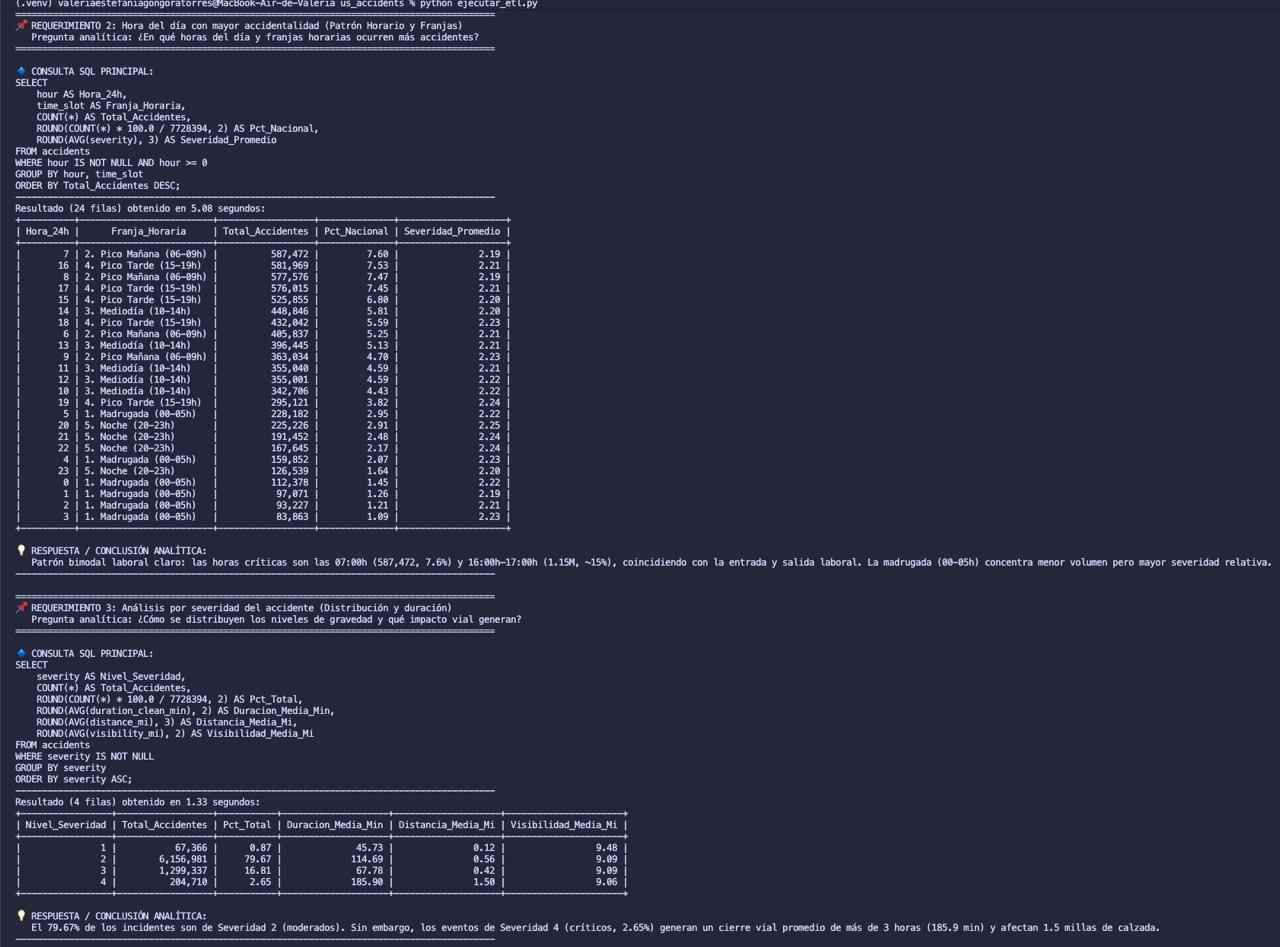 (.venv) valeriaestefaniagongoratorres@MacBook-Air-de-Valeria us_accidents % python ejecutar_etl.py
==========================================================================================
📌 REQUERIMIENTO 2: Hora del día con mayor accidentalidad (Patrón Horario y Franjas)
   Pregunta analítica: ¿En qué horas del día y franjas horarias ocurren más accidentes?
==========================================================================================
🔹 CONSULTA SQL PRINCIPAL:
SELECT
    hour AS Hora_24h,
    time_slot AS Franja_Horaria,
    COUNT(*) AS Total_Accidentes,
    ROUND(COUNT(*) * 100.0 / 7728394, 2) AS Pct_Nacional,
    ROUND(AVG(severity), 3) AS Severidad_Promedio
FROM accidents
WHERE hour IS NOT NULL AND hour >= 0
GROUP BY hour, time_slot
ORDER BY Total_Accidentes DESC;
------------------------------------------------------------------------------------------
Resultado (24 filas) obtenido en 5.08 segundos:
+----------+-------------------------+------------------+--------------+--------------------+
| Hora_24h | Franja_Horaria | Total_Accidentes | Pct_Nacional | Severidad_Promedio |
+----------+-------------------------+------------------+--------------+--------------------+
| 7 | 2. Pico Mañana (06-09h) | 587,472 | 7.60 | 2.19 |
| 16 | 4. Pico Tarde (15-19h) | 581,969 | 7.53 | 2.21 |
| 8 | 2. Pico Mañana (06-09h) | 577,576 | 7.47 | 2.19 |
| 17 | 4. Pico Tarde (15-19h) | 576,015 | 7.45 | 2.21 |
| 15 | 4. Pico Tarde (15-19h) | 525,855 | 6.80 | 2.20 |
| 14 | 3. Mediodía (10-14h) | 448,846 | 5.81 | 2.20 |
| 18 | 4. Pico Tarde (15-19h) | 432,042 | 5.59 | 2.23 |
| 6 | 2. Pico Mañana (06-09h) | 405,837 | 5.25 | 2.21 |
| 13 | 3. Mediodía (10-14h) | 396,445 | 5.13 | 2.21 |
| 9 | 2. Pico Mañana (06-09h) | 363,034 | 4.70 | 2.23 |
| 11 | 3. Mediodía (10-14h) | 355,040 | 4.59 | 2.21 |
| 12 | 3. Mediodía (10-14h) | 355,001 | 4.59 | 2.22 |
| 10 | 3. Mediodía (10-14h) | 342,706 | 4.43 | 2.22 |
| 19 | 4. Pico Tarde (15-19h) | 295,121 | 3.82 | 2.24 |
| 5 | 1. Madrugada (00-05h) | 228,182 | 2.95 | 2.22 |
| 20 | 5. Noche (20-23h) | 225,226 | 2.91 | 2.25 |
| 21 | 5. Noche (20-23h) | 191,452 | 2.48 | 2.24 |
| 22 | 5. Noche (20-23h) | 167,645 | 2.17 | 2.24 |
| 4 | 1. Madrugada (00-05h) | 159,852 | 2.07 | 2.23 |
| 23 | 5. Noche (20-23h) | 126,539 | 1.64 | 2.20 |
| 0 | 1. Madrugada (00-05h) | 112,378 | 1.45 | 2.22 |
| 1 | 1. Madrugada (00-05h) | 97,071 | 1.26 | 2.19 |
| 2 | 1. Madrugada (00-05h) | 93,227 | 1.21 | 2.21 |
| 3 | 1. Madrugada (00-05h) | 83,863 | 1.09 | 2.23 |
+----------+-------------------------+------------------+--------------+--------------------+
💡 RESPUESTA / CONCLUSIÓN ANALÍTICA:
   Patrón bimodal laboral claro: las horas críticas son las 07:00h (587,472, 7.6%) y 16:00h-17:00h (1.15M, ~15%), coincidiendo con la entrada y salida laboral. La madrugada (00-05h) concentra menor volumen pero mayor severidad relativa.
------------------------------------------------------------------------------------------
==========================================================================================
📌 REQUERIMIENTO 3: Análisis por severidad del accidente (Distribución y duración)
   Pregunta analítica: ¿Cómo se distribuyen los niveles de gravedad y qué impacto vial generan?
==========================================================================================
🔹 CONSULTA SQL PRINCIPAL:
SELECT
    severity AS Nivel_Severidad,
    COUNT(*) AS Total_Accidentes,
    ROUND(COUNT(*) * 100.0 / 7728394, 2) AS Pct_Total,
    ROUND(AVG(duration_clean_min), 2) AS Duracion_Media_Min,
    ROUND(AVG(distance_mi), 3) AS Distancia_Media_Mi,
    ROUND(AVG(visibility_mi), 2) AS Visibilidad_Media_Mi
FROM accidents
WHERE severity IS NOT NULL
GROUP BY severity
ORDER BY severity ASC;
------------------------------------------------------------------------------------------
Resultado (4 filas) obtenido en 1.33 segundos:
+-----------------+------------------+-----------+--------------------+--------------------+----------------------+
| Nivel_Severidad | Total_Accidentes | Pct_Total | Duracion_Media_Min | Distancia_Media_Mi | Visibilidad_Media_Mi |
+-----------------+------------------+-----------+--------------------+--------------------+----------------------+
| 1 | 67,366 | 0.87 | 45.73 | 0.12 | 9.48 |
| 2 | 6,156,981 | 79.67 | 114.69 | 0.56 | 9.09 |
| 3 | 1,299,337 | 16.81 | 67.78 | 0.42 | 9.09 |
| 4 | 204,710 | 2.65 | 185.90 | 1.50 | 9.06 |
+-----------------+------------------+-----------+--------------------+--------------------+----------------------+
💡 RESPUESTA / CONCLUSIÓN ANALÍTICA:
   El 79.67% de los incidentes son de Severidad 2 (moderados). Sin embargo, los eventos de Severidad 4 (críticos, 2.65%) generan un cierre vial promedio de más de 3 horas (185.9 min) y afectan 1.5 millas de calzada.
------------------------------------------------------------------------------------------